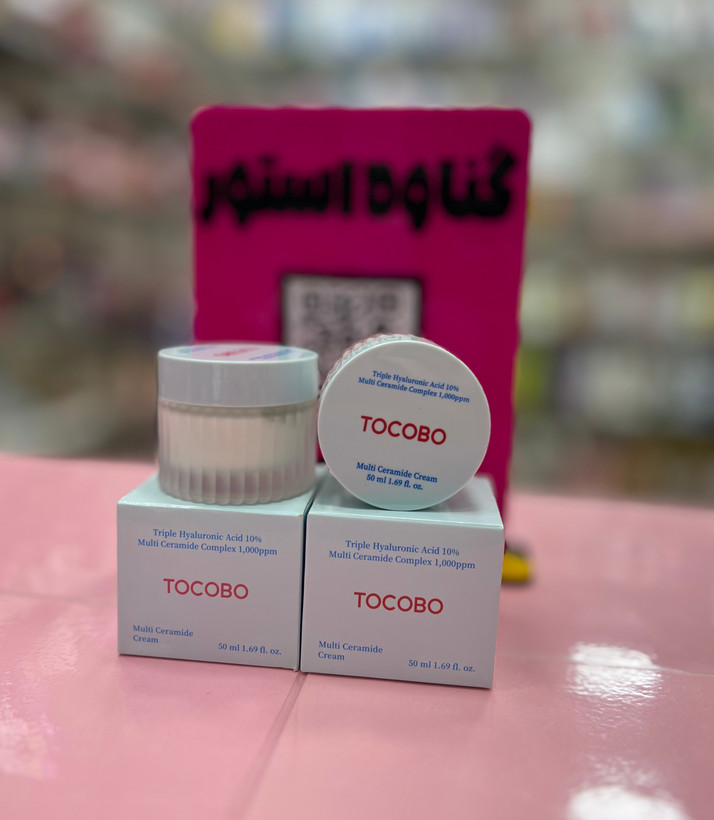 گناوه استور
Triple Hyaluronic Acid 10%
Multi Ceramide Complex 1,000ppm
TOCOBO
Multi Ceramide Cream
50 ml 1.69 fl. oz.
Triple Hyaluronic Acid 10%
Multi Ceramide Complex 1,000ppm
TOCOBO
Multi Ceramide
Cream
50 ml 1.69 fl. oz.
Triple Hyaluronic Acid 10%
Multi Ceramide Complex 1,000ppm
TOCOBO
Multi Ceramide
Cream
50 ml 1.69 fl. oz.